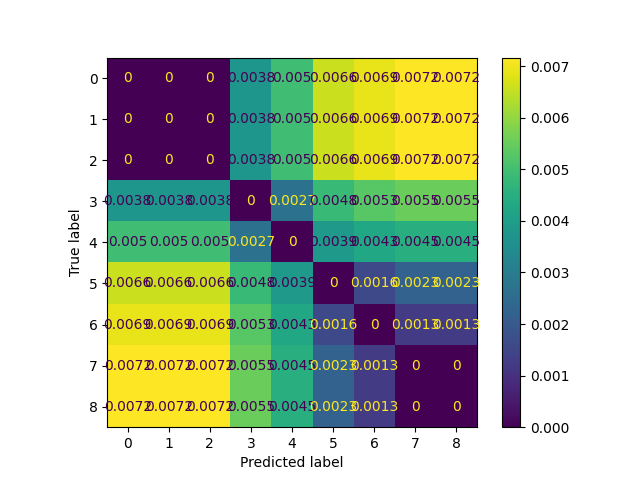 0 0 0 0 0.0038 0.005 0.0066 0.0069 0.0072 0.0072 0.007
1 0 0 0 0.0038 0.005 0.0066 0.0069 0.0072 0.0072 0.006
2 0 0 0 0.0038 0.005 0.0066 0.0069 0.0072 0.0072 0.005
3 0.0038 0.0038 0.0038 0 0.0027 0.0048 0.0053 0.0055 0.0055 0.004
True label
4 0.005 0.005 0.005 0.0027 0 0.0039 0.0043 0.0045 0.0045
5 0.0066 0.0066 0.0066 0.0048 0.0039 0 0.0016 0.0023 0.0023 0.003
6 0.0069 0.0069 0.0069 0.0053 0.0043 0.0016 0 0.0013 0.0013 0.002
7 0.0072 0.0072 0.0072 0.0055 0.0045 0.0023 0.0013 0 0 0.001
8 0.0072 0.0072 0.0072 0.0055 0.0045 0.0023 0.0013 0 0 0.000
0 1 2 3 4 5 6 7 8
Predicted label